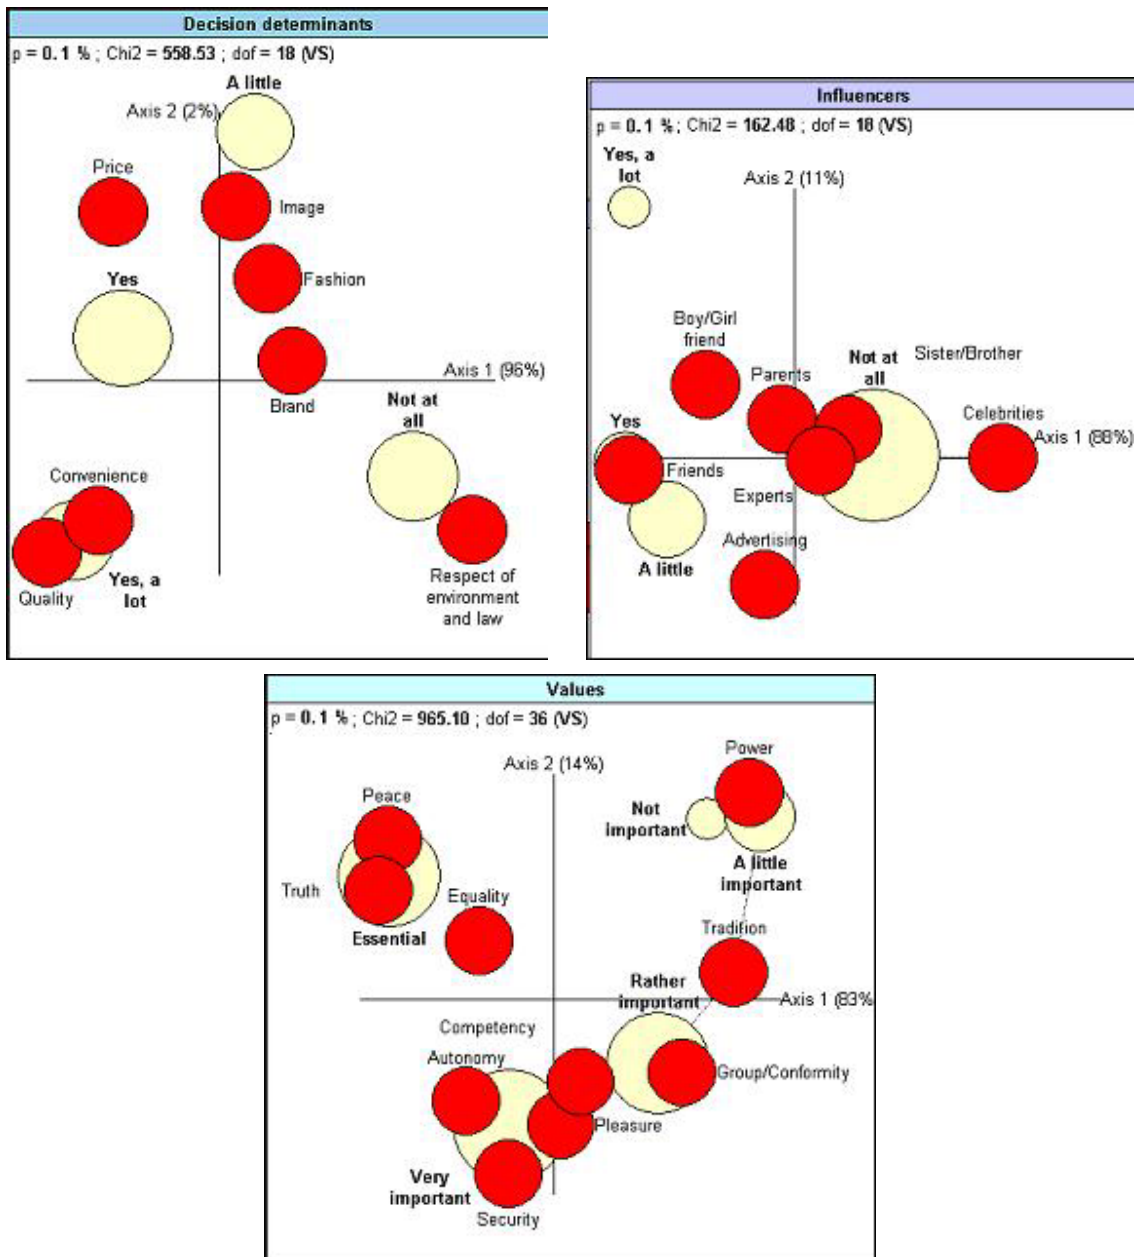 Decision determinants
p = 0.1 % ; Chi2 = 558.53 ; dof = 18 (VS)
A little
Axis 2 (2%)
Price
Image
Yes
Fashion
Axis 1 (96%)
Brand
Not at
all
Convenience
Yes, a
lot
Quality
Respect of
environment
and law
Influencers
p = 0.1 % ; Chi2 = 162.48 ; dof = 18 (VS)
Yes, a
lot
Axis 2 (11%)
Boy/Girl
friend
Parents
Not at
all
Sister/Brother
Yes
Celebrities
Axis 1 (88%)
Friends
Experts
Advertising
A little
Values
p = 0.1 % ; Chi2 = 965.10 ; dof = 36 (VS)
Power
Axis 2 (14%)
Peace
Not
important
A little
important
Truth
Equality
Essential
Tradition
Rather
important
Axis 1 (83%
Competency
Autonomy
Group/Conformity
Pleasure
Very
important
Security